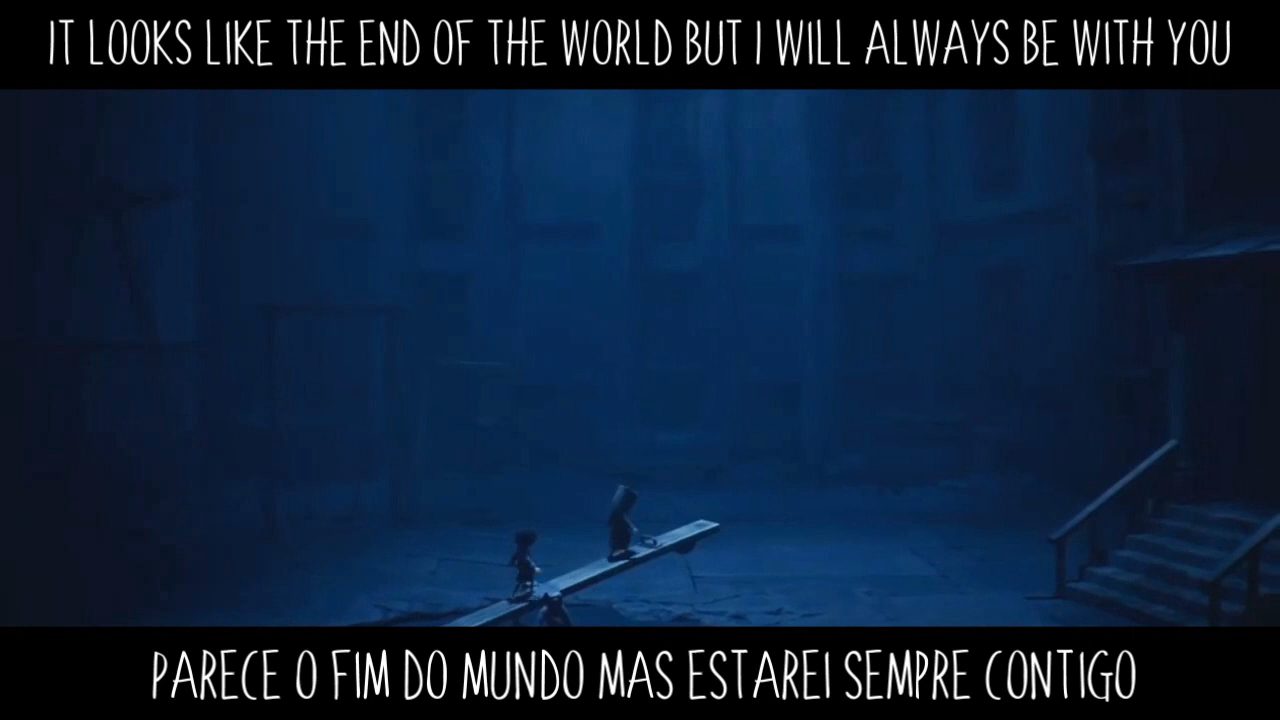 IT LOOKS LIKE THE END OF THE WORLD BUT I WILL ALWAYS BE WITH YOU
PARECE O FIM DO MUNDO MAS ESTAREI SEMPRE CONTIGO